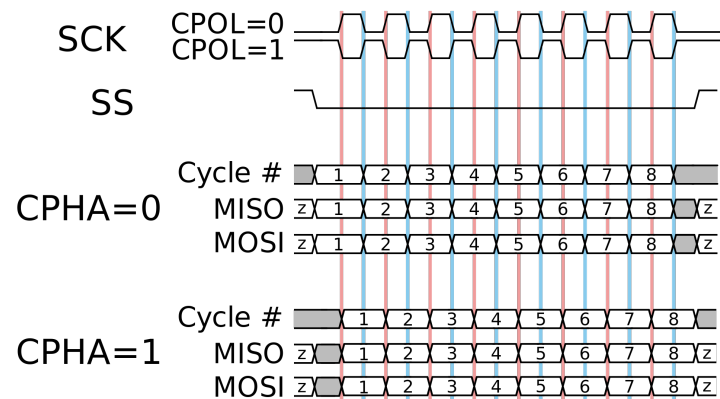 SCK CPOL=0
CPOL=1
SS
Cycle # 1 2 3 4 5 6 7 8
CPHA=0 MISO z 1 2 3 4 5 6 7 8 z
MOSI z 1 2 3 4 5 6 7 8 z
Cycle # 1 2 3 4 5 6 7 8
CPHA=1 MISO z 1 2 3 4 5 6 7 8 z
MOSI z 1 2 3 4 5 6 7 8 z